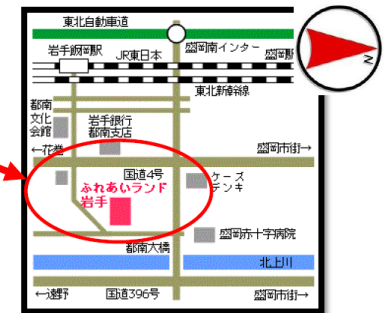 東北自動車道
岩手飯岡駅
JR東日本
盛岡南インター
盛岡駅
東北新幹線
都南
文化
会館
岩手銀行
都南支店
←花巻
盛岡市街→
国道4号
ケーズ
デンキ
ふれあいランド
岩手
盛岡赤十字病院
都南大橋
北上川
←遠野
国道396号
盛岡市街→
N